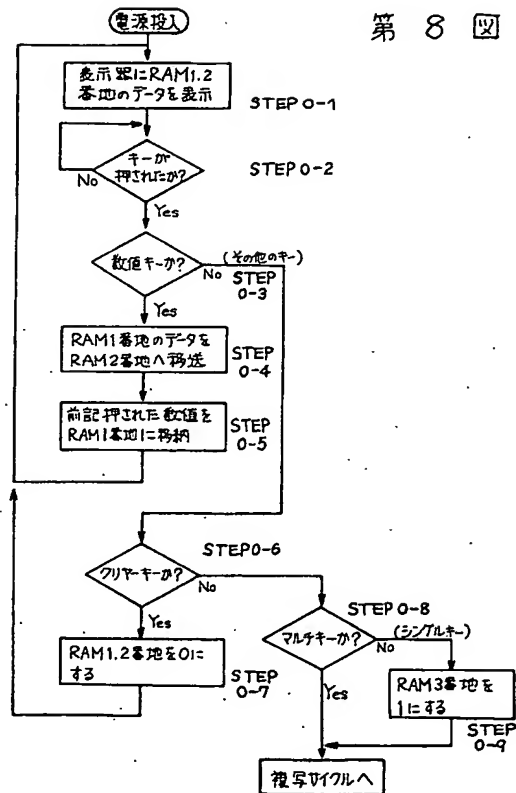 第8図
電源投入
表示器にRAM1.2
番地のデータを表示
STEP 0-1
キーが
押されたか?
No
STEP 0-2
Yes
数値キーか?
No
(その他のキー)
STEP
0-3
Yes
RAM1番地のデータを
RAM2番地へ移送
STEP
0-4
前記押された数値を
RAM1番地に移納
STEP
0-5
クリヤーキーか?
STEP0-6
No
Yes
RAM1.2番地を0に
する
STEP
0-7
マルチキーか?
STEP 0-8
No
(シングルキー)
Yes
RAM3番地を
1にする
STEP
0-9
複写サイクルへ